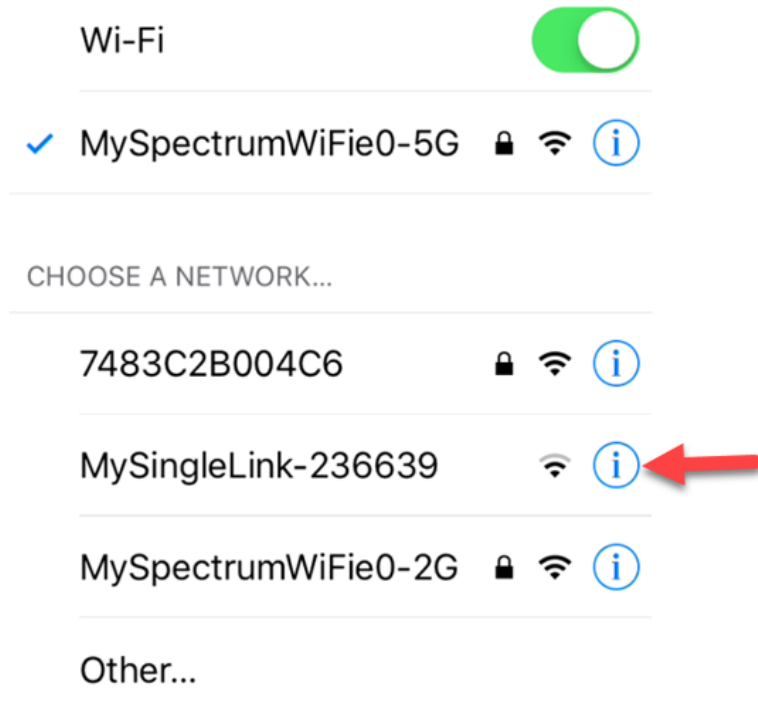 Wi-Fi
MySpectrumWiFie0-5G
CHOOSE A NETWORK...
7483C2B004C6
MySingleLink-236639
MySpectrumWiFie0-2G
Other...